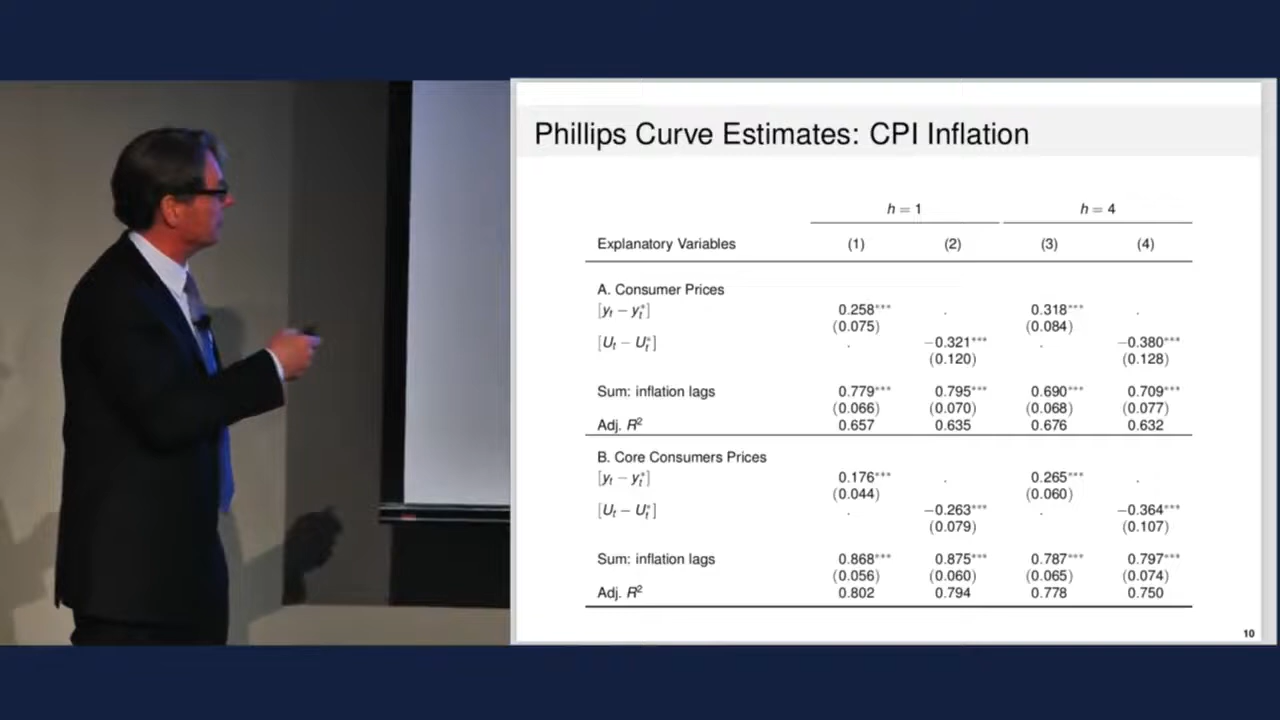 Phillips Curve Estimates: CPI Inflation
h = 1 h = 4
Explanatory Variables (1) (2) (3) (4)
A. Consumer Prices
[yₜ − yₜ*] 0.258*** . 0.318*** .
(0.075) (0.084)
[Uₜ − Uₜ*] . −0.321*** . −0.380***
(0.120) (0.128)
Sum: inflation lags 0.779*** 0.795*** 0.690*** 0.709***
(0.066) (0.070) (0.068) (0.077)
Adj. R² 0.657 0.635 0.676 0.632
B. Core Consumers Prices
[yₜ − yₜ*] 0.176*** . 0.265*** .
(0.044) (0.060)
[Uₜ − Uₜ*] . −0.263*** . −0.364***
(0.079) (0.107)
Sum: inflation lags 0.868*** 0.875*** 0.787*** 0.797***
(0.056) (0.060) (0.065) (0.074)
Adj. R² 0.802 0.794 0.778 0.750
10